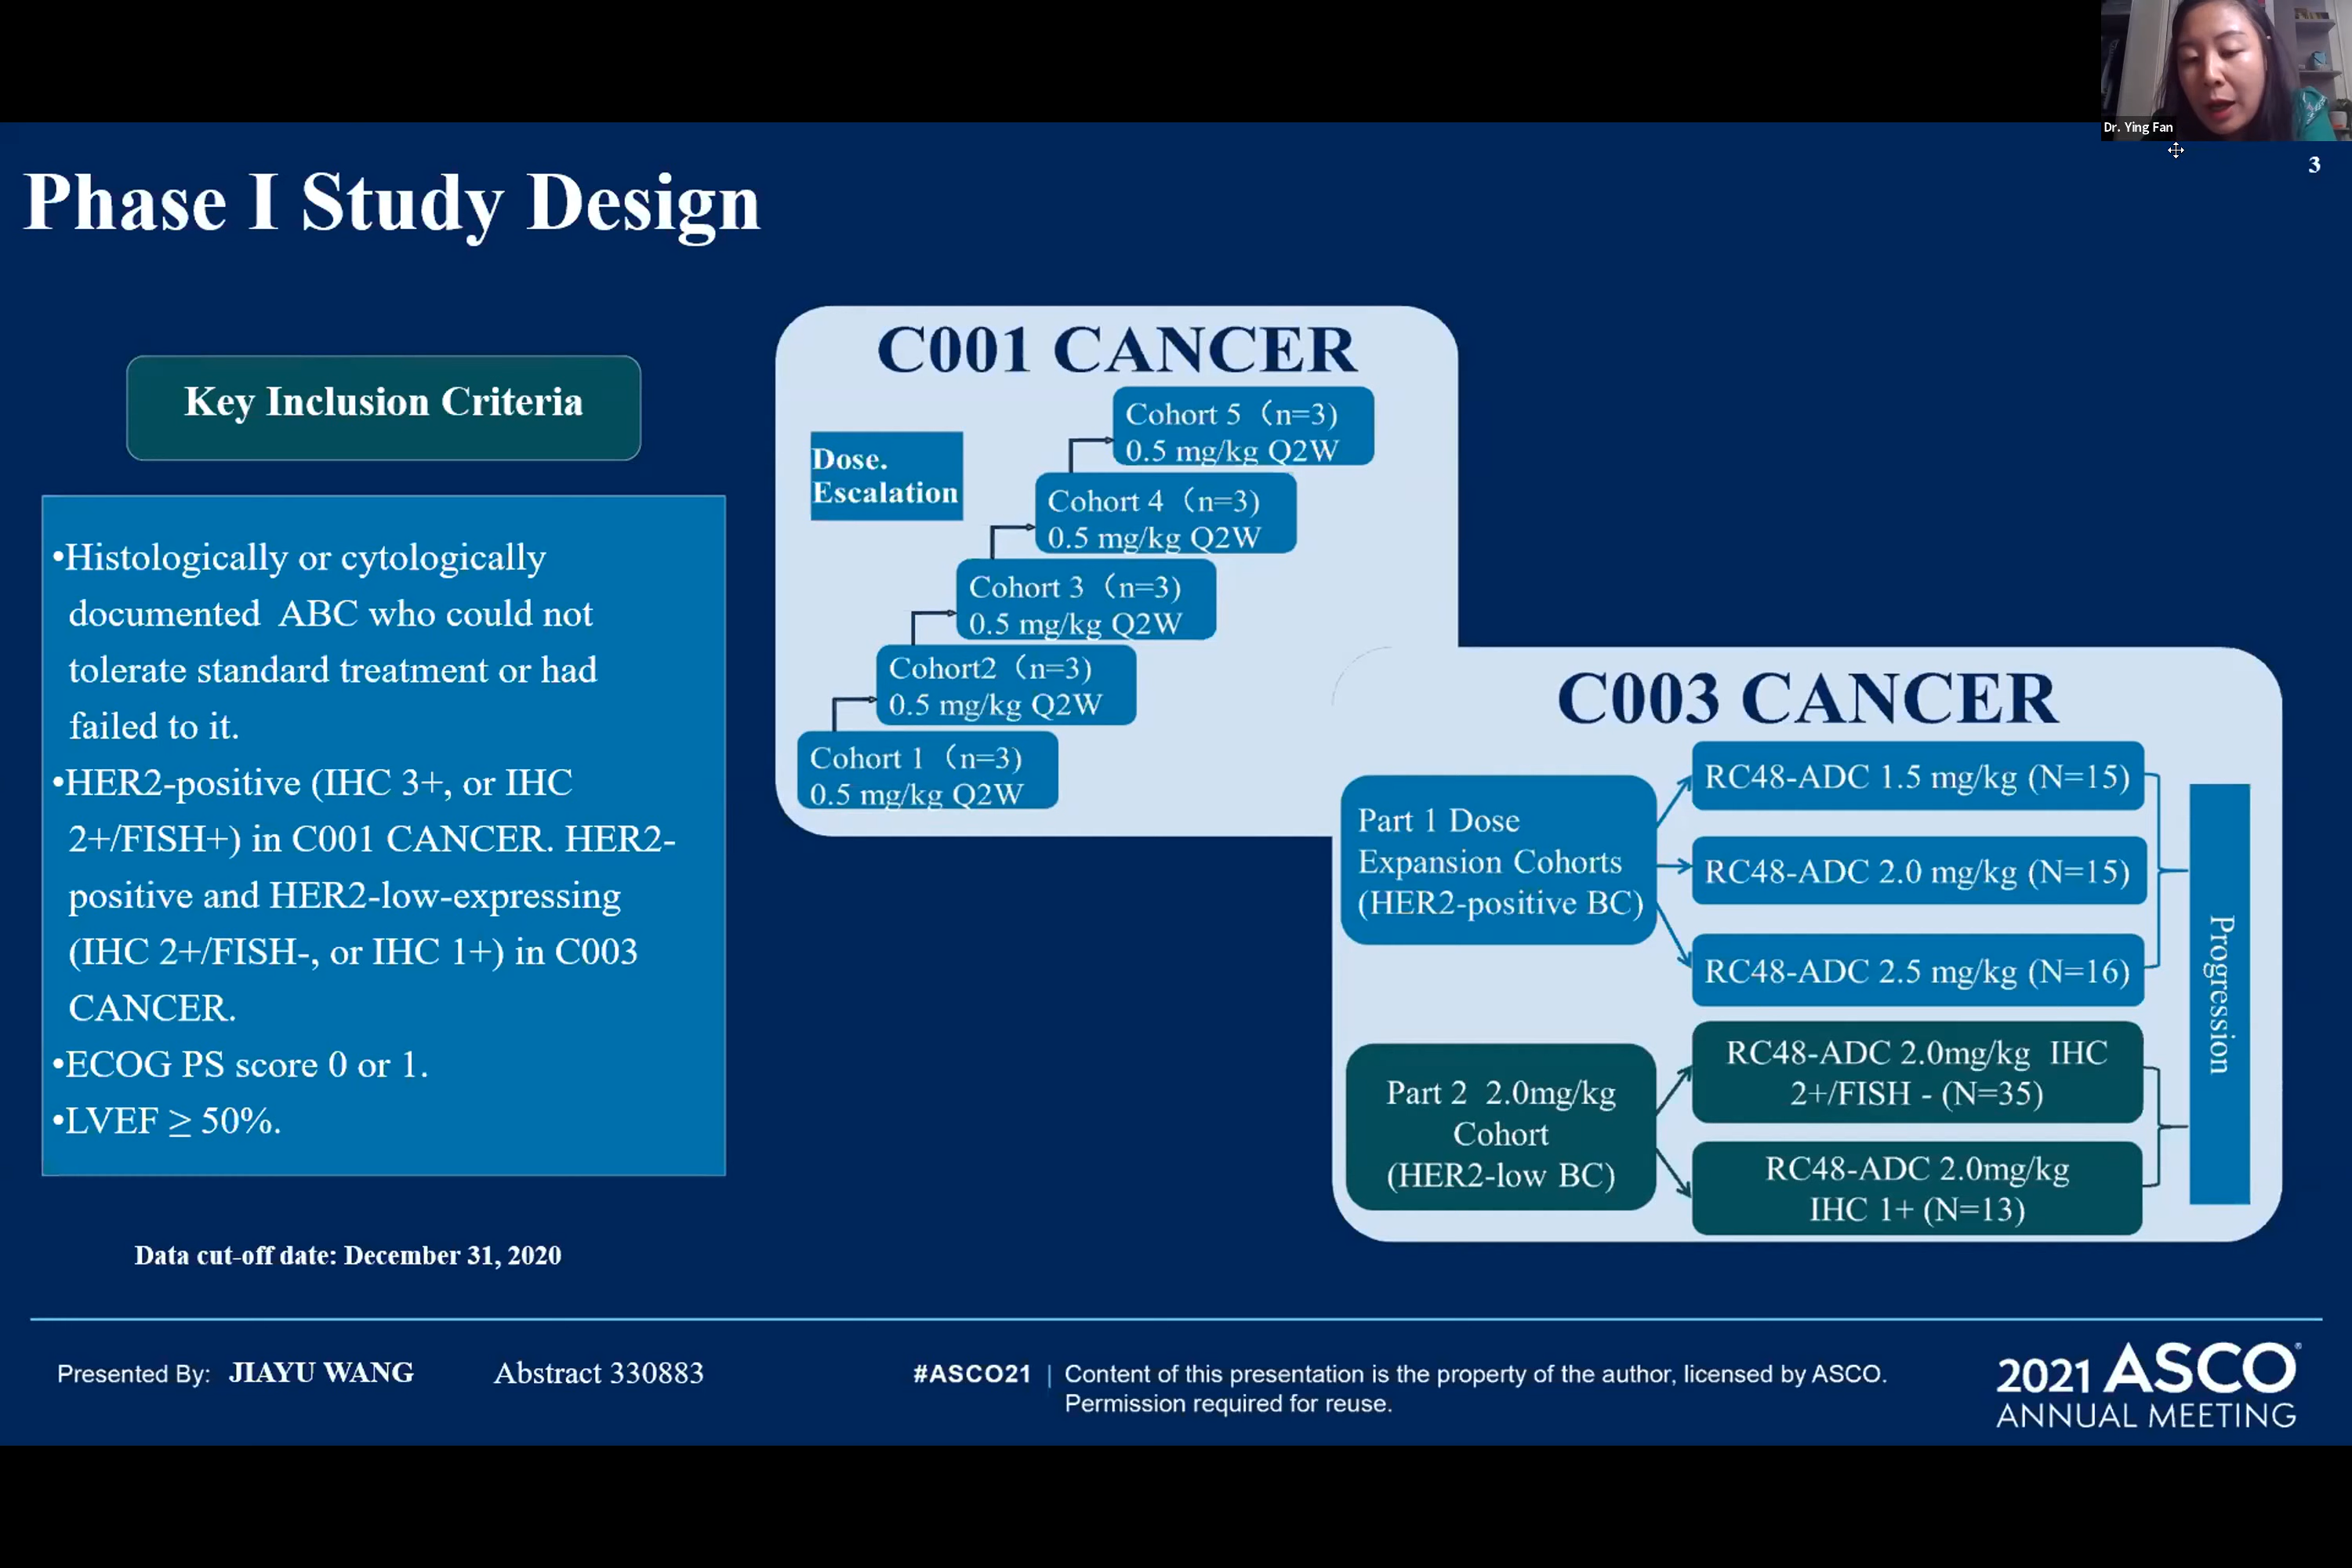 Dr. Ying Fan
3
Phase I Study Design
Key Inclusion Criteria
•Histologically or cytologically
documented ABC who could not
tolerate standard treatment or had
failed to it.
•HER2-positive (IHC 3+, or IHC
2+/FISH+) in C001 CANCER. HER2-
positive and HER2-low-expressing
(IHC 2+/FISH-, or IHC 1+) in C003
CANCER.
•ECOG PS score 0 or 1.
•LVEF ≥ 50%.
Data cut-off date: December 31, 2020
C001 CANCER
Dose.
Escalation
Cohort 5（n=3)
0.5 mg/kg Q2W
Cohort 4（n=3)
0.5 mg/kg Q2W
Cohort 3（n=3)
0.5 mg/kg Q2W
Cohort2（n=3)
0.5 mg/kg Q2W
Cohort 1（n=3)
0.5 mg/kg Q2W
C003 CANCER
Part 1 Dose
Expansion Cohorts
(HER2-positive BC)
RC48-ADC 1.5 mg/kg (N=15)
RC48-ADC 2.0 mg/kg (N=15)
RC48-ADC 2.5 mg/kg (N=16)
Part 2 2.0mg/kg
Cohort
(HER2-low BC)
RC48-ADC 2.0mg/kg IHC
2+/FISH - (N=35)
RC48-ADC 2.0mg/kg
IHC 1+ (N=13)
Progression
Presented By: JIAYU WANG
Abstract 330883
#ASCO21 | Content of this presentation is the property of the author, licensed by ASCO.
Permission required for reuse.
2021 ASCO®
ANNUAL MEETING